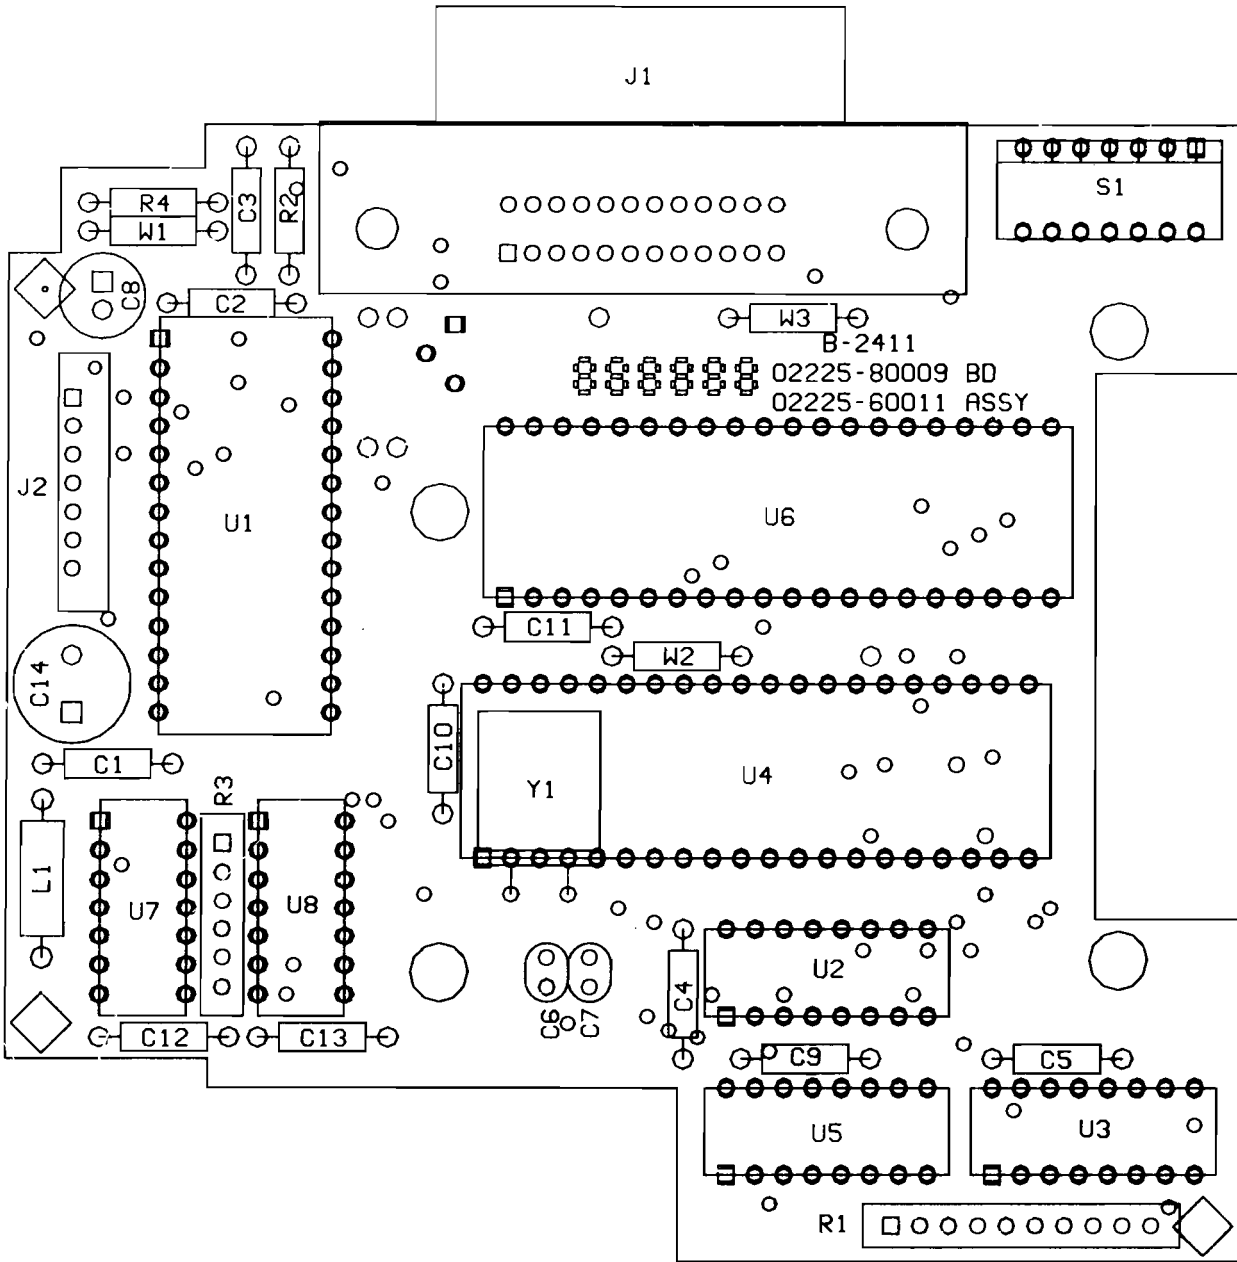 J1
S1
R4
W1
C3
R2
C8
C2
W3
B-2411
02225-80009 BD
02225-60011 ASSY
J2
U1
U6
C11
W2
C14
C10
C1
R3
Y1
U4
L1
U7
U8
U2
C4
C6
C7
C12
C13
C9
C5
U5
U3
R1